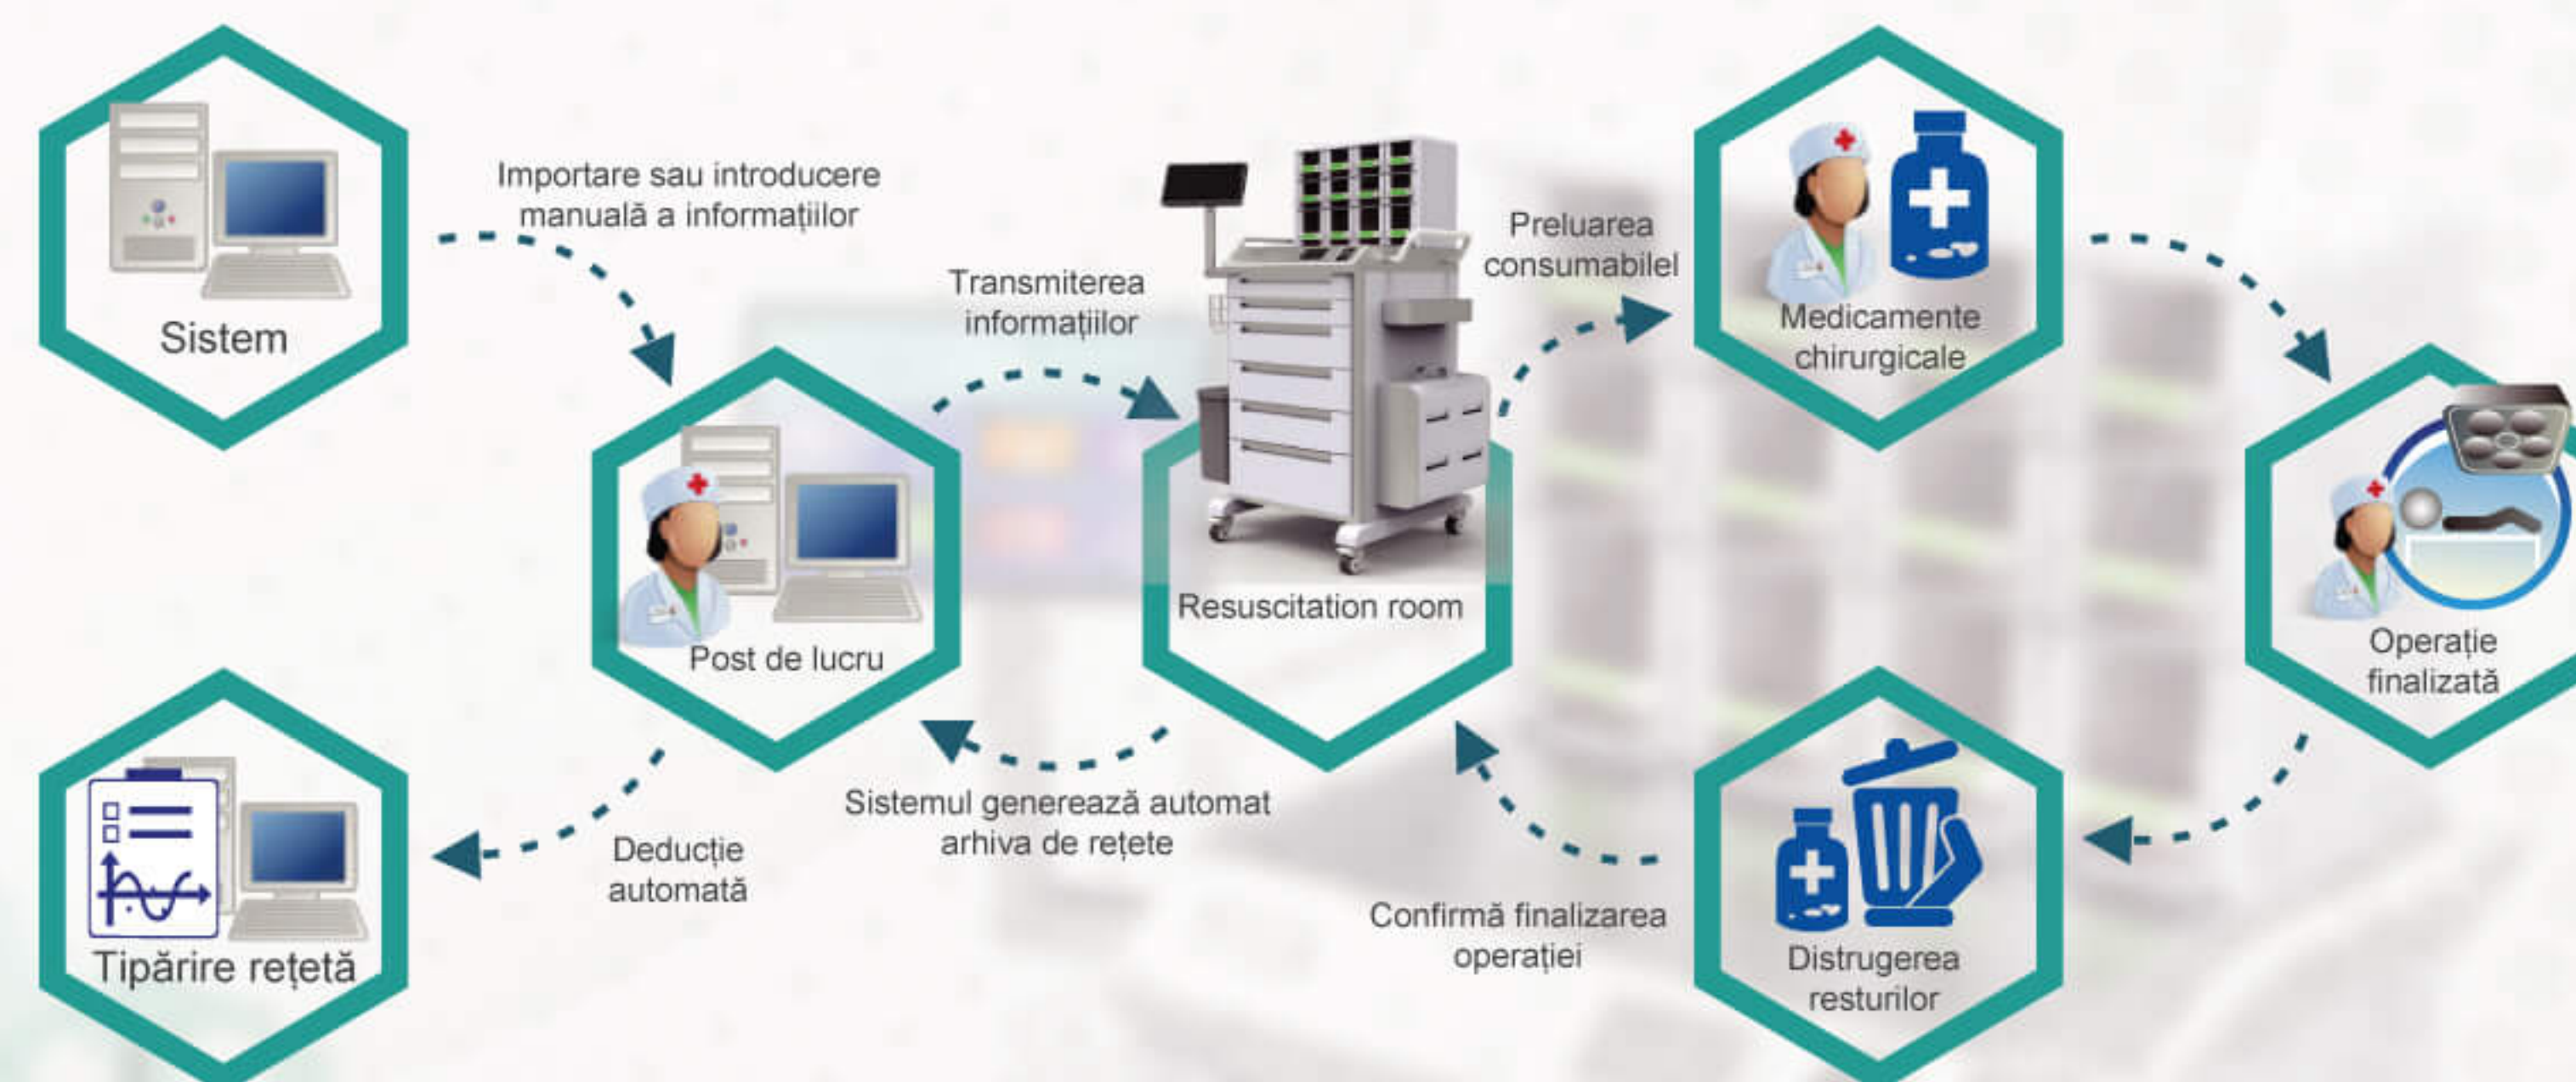 Sistem
Importare sau introducere
manuală a informațiilor
Post de lucru
Transmiterea
informațiilor
Resuscitation room
Preluarea
consumabilel
Medicamente
chirurgicale
Operație
finalizată
Distrugerea
resturilor
Confirmă finalizarea
operației
Sistemul generează automat
arhiva de rețete
Deducție
automată
Tipărire rețetă